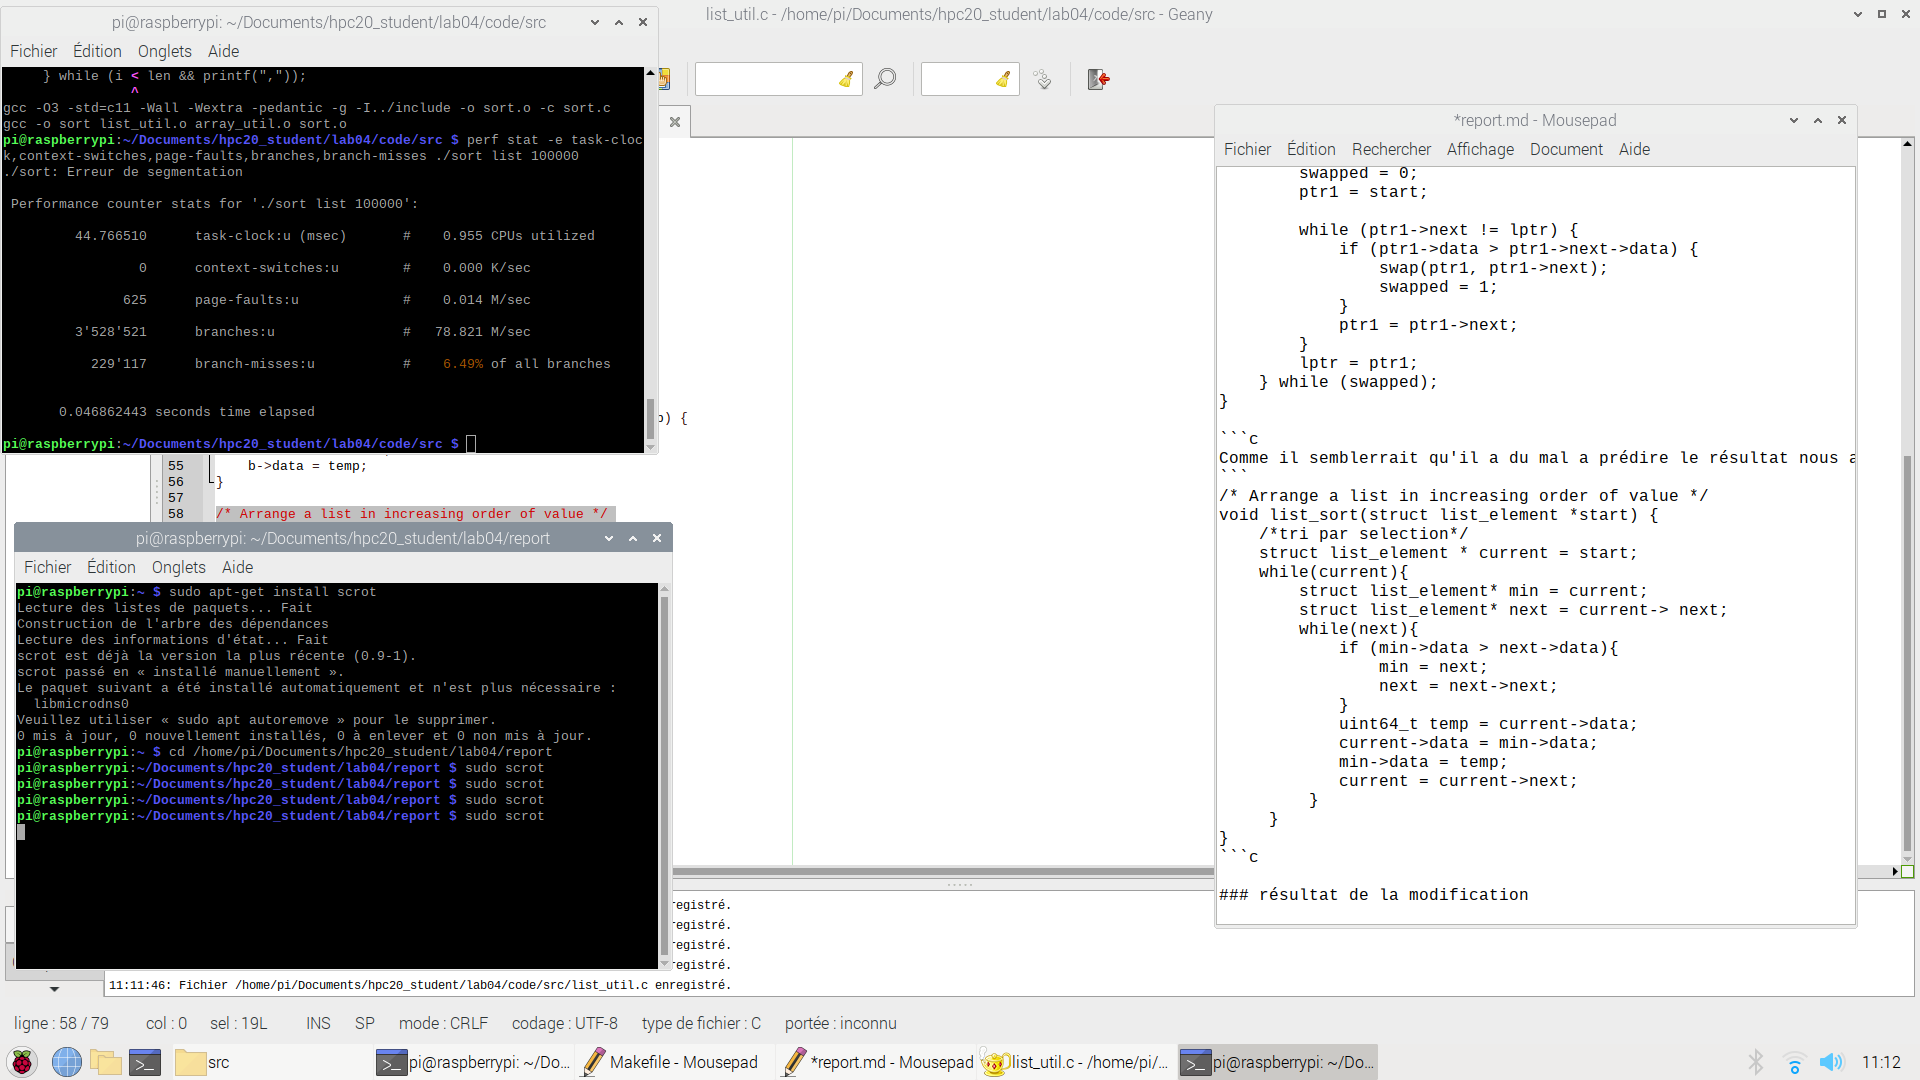 pi@raspberrypi: ~/Documents/hpc20_student/lab04/code/src
Fichier Édition Onglets Aide
} while (i < len && printf(","));
^
gcc -O3 -std=c11 -Wall -Wextra -pedantic -g -I../include -o sort.o -c sort.c
gcc -o sort list_util.o array_util.o sort.o
pi@raspberrypi:~/Documents/hpc20_student/lab04/code/src $ perf stat -e task-cloc
k,context-switches,page-faults,branches,branch-misses ./sort list 100000
./sort: Erreur de segmentation
Performance counter stats for './sort list 100000':
44.766510 task-clock:u (msec) # 0.955 CPUs utilized
0 context-switches:u # 0.000 K/sec
625 page-faults:u # 0.014 M/sec
3'528'521 branches:u # 78.821 M/sec
229'117 branch-misses:u # 6.49% of all branches
0.046862443 seconds time elapsed
pi@raspberrypi:~/Documents/hpc20_student/lab04/code/src $
list_util.c - /home/pi/Documents/hpc20_student/lab04/code/src - Geany
) {
55 b->data = temp;
56 }
57
58 /* Arrange a list in increasing order of value */
pi@raspberrypi: ~/Documents/hpc20_student/lab04/report
Fichier Édition Onglets Aide
pi@raspberrypi:~ $ sudo apt-get install scrot
Lecture des listes de paquets... Fait
Construction de l'arbre des dépendances
Lecture des informations d'état... Fait
scrot est déjà la version la plus récente (0.9-1).
scrot passé en « installé manuellement ».
Le paquet suivant a été installé automatiquement et n'est plus nécessaire :
libmicrodns0
Veuillez utiliser « sudo apt autoremove » pour le supprimer.
0 mis à jour, 0 nouvellement installés, 0 à enlever et 0 non mis à jour.
pi@raspberrypi:~ $ cd /home/pi/Documents/hpc20_student/lab04/report
pi@raspberrypi:~/Documents/hpc20_student/lab04/report $ sudo scrot
pi@raspberrypi:~/Documents/hpc20_student/lab04/report $ sudo scrot
pi@raspberrypi:~/Documents/hpc20_student/lab04/report $ sudo scrot
pi@raspberrypi:~/Documents/hpc20_student/lab04/report $ sudo scrot
*report.md - Mousepad
Fichier Édition Rechercher Affichage Document Aide
swapped = 0;
ptr1 = start;
while (ptr1->next != lptr) {
if (ptr1->data > ptr1->next->data) {
swap(ptr1, ptr1->next);
swapped = 1;
}
ptr1 = ptr1->next;
}
lptr = ptr1;
} while (swapped);
}
```c
Comme il semblerrait qu'il a du mal a prédire le résultat nous a
```
/* Arrange a list in increasing order of value */
void list_sort(struct list_element *start) {
/*tri par selection*/
struct list_element * current = start;
while(current){
struct list_element* min = current;
struct list_element* next = current-> next;
while(next){
if (min->data > next->data){
min = next;
next = next->next;
}
uint64_t temp = current->data;
current->data = min->data;
min->data = temp;
current = current->next;
}
}
}
```c
### résultat de la modification
registré.
registré.
registré.
registré.
11:11:46: Fichier /home/pi/Documents/hpc20_student/lab04/code/src/list_util.c enregistré.
ligne : 58 / 79 col : 0 sel : 19L INS SP mode : CRLF codage : UTF-8 type de fichier : C portée : inconnu
src pi@raspberrypi: ~/Do... Makefile - Mousepad *report.md - Mousepad list_util.c - /home/pi/... pi@raspberrypi: ~/Do... 11:12